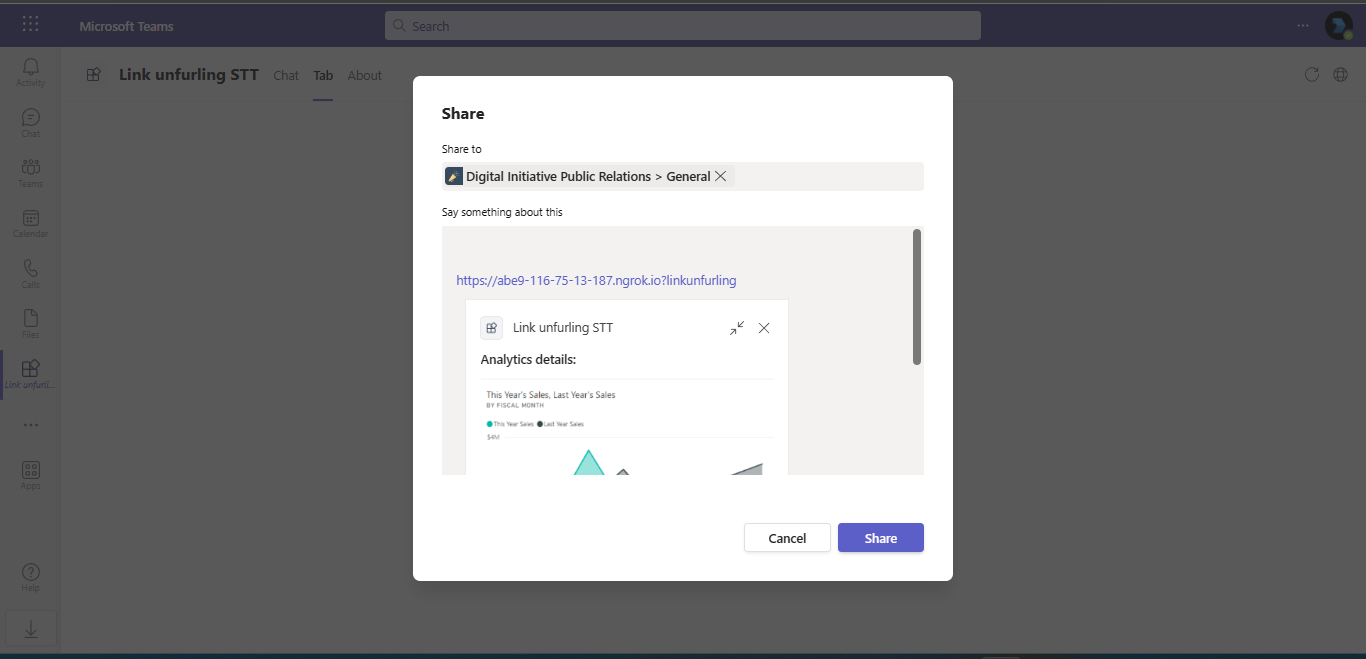 Microsoft Teams
Search
Activity
Chat
Teams
Calendar
Calls
Files
Link unfurli...
Apps
Help
Link unfurling STT
Chat
Tab
About
Share
Share to
Digital Initiative Public Relations > General
Say something about this
https://abe9-116-75-13-187.ngrok.io?linkunfurling
Link unfurling STT
Analytics details:
This Year's Sales, Last Year's Sales
BY FISCAL MONTH
This Year Sales Last Year Sales
$4M
Cancel
Share